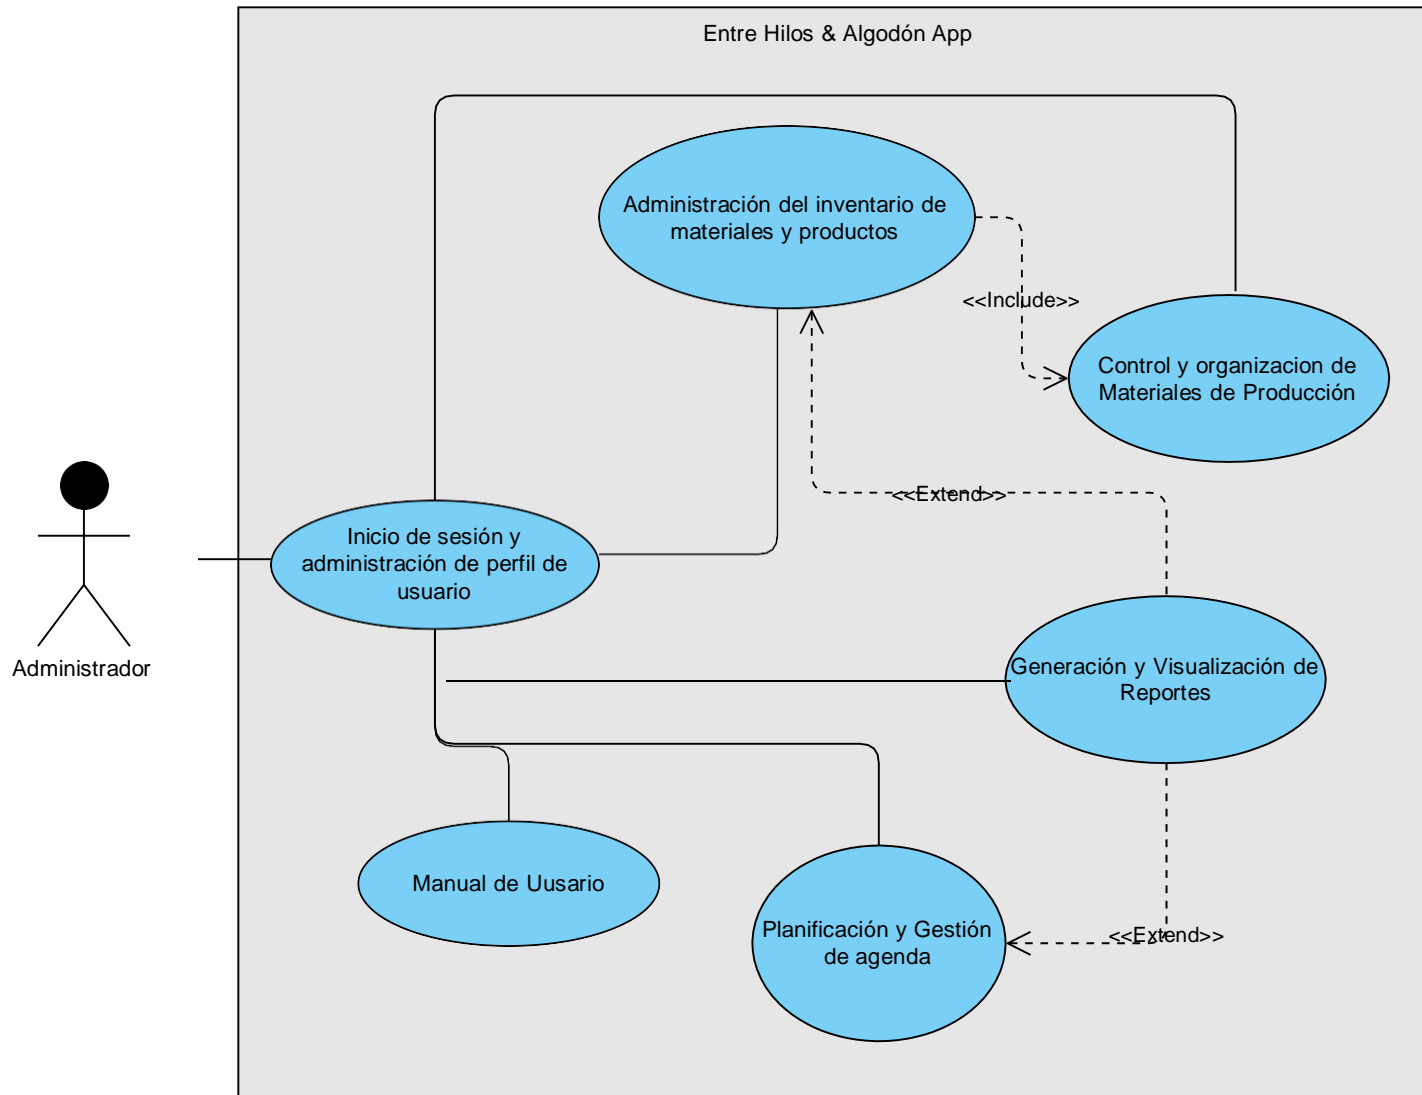 Entre Hilos & Algodón App
Administración del inventario de
materiales y productos
<<Include>>
Control y organizacion de
Materiales de Producción
<<Extend>>
Inicio de sesión y
administración de perfil de
usuario
Administrador
Generación y Visualización de
Reportes
Manual de Uusario
Planificación y Gestión
de agenda
<<Extend>>